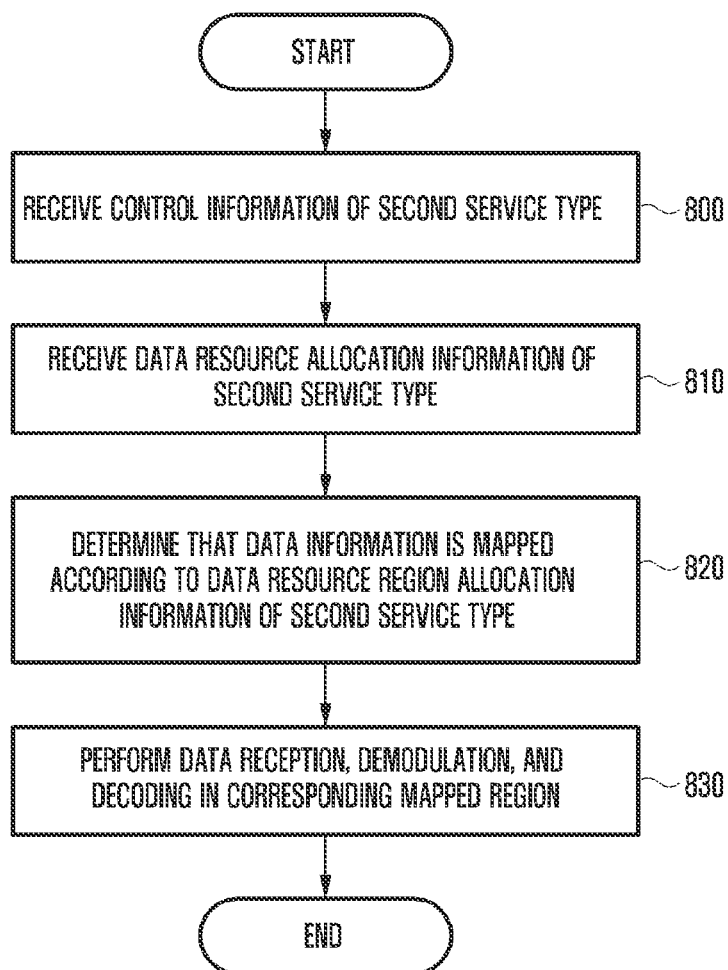 START
RECEIVE CONTROL INFORMATION OF SECOND SERVICE TYPE
800
RECEIVE DATA RESOURCE ALLOCATION INFORMATION OF
SECOND SERVICE TYPE
810
DETERMINE THAT DATA INFORMATION IS MAPPED
ACCORDING TO DATA RESOURCE REGION ALLOCATION
INFORMATION OF SECOND SERVICE TYPE
820
PERFORM DATA RECEPTION, DEMODULATION, AND
DECODING IN CORRESPONDING MAPPED REGION
830
END